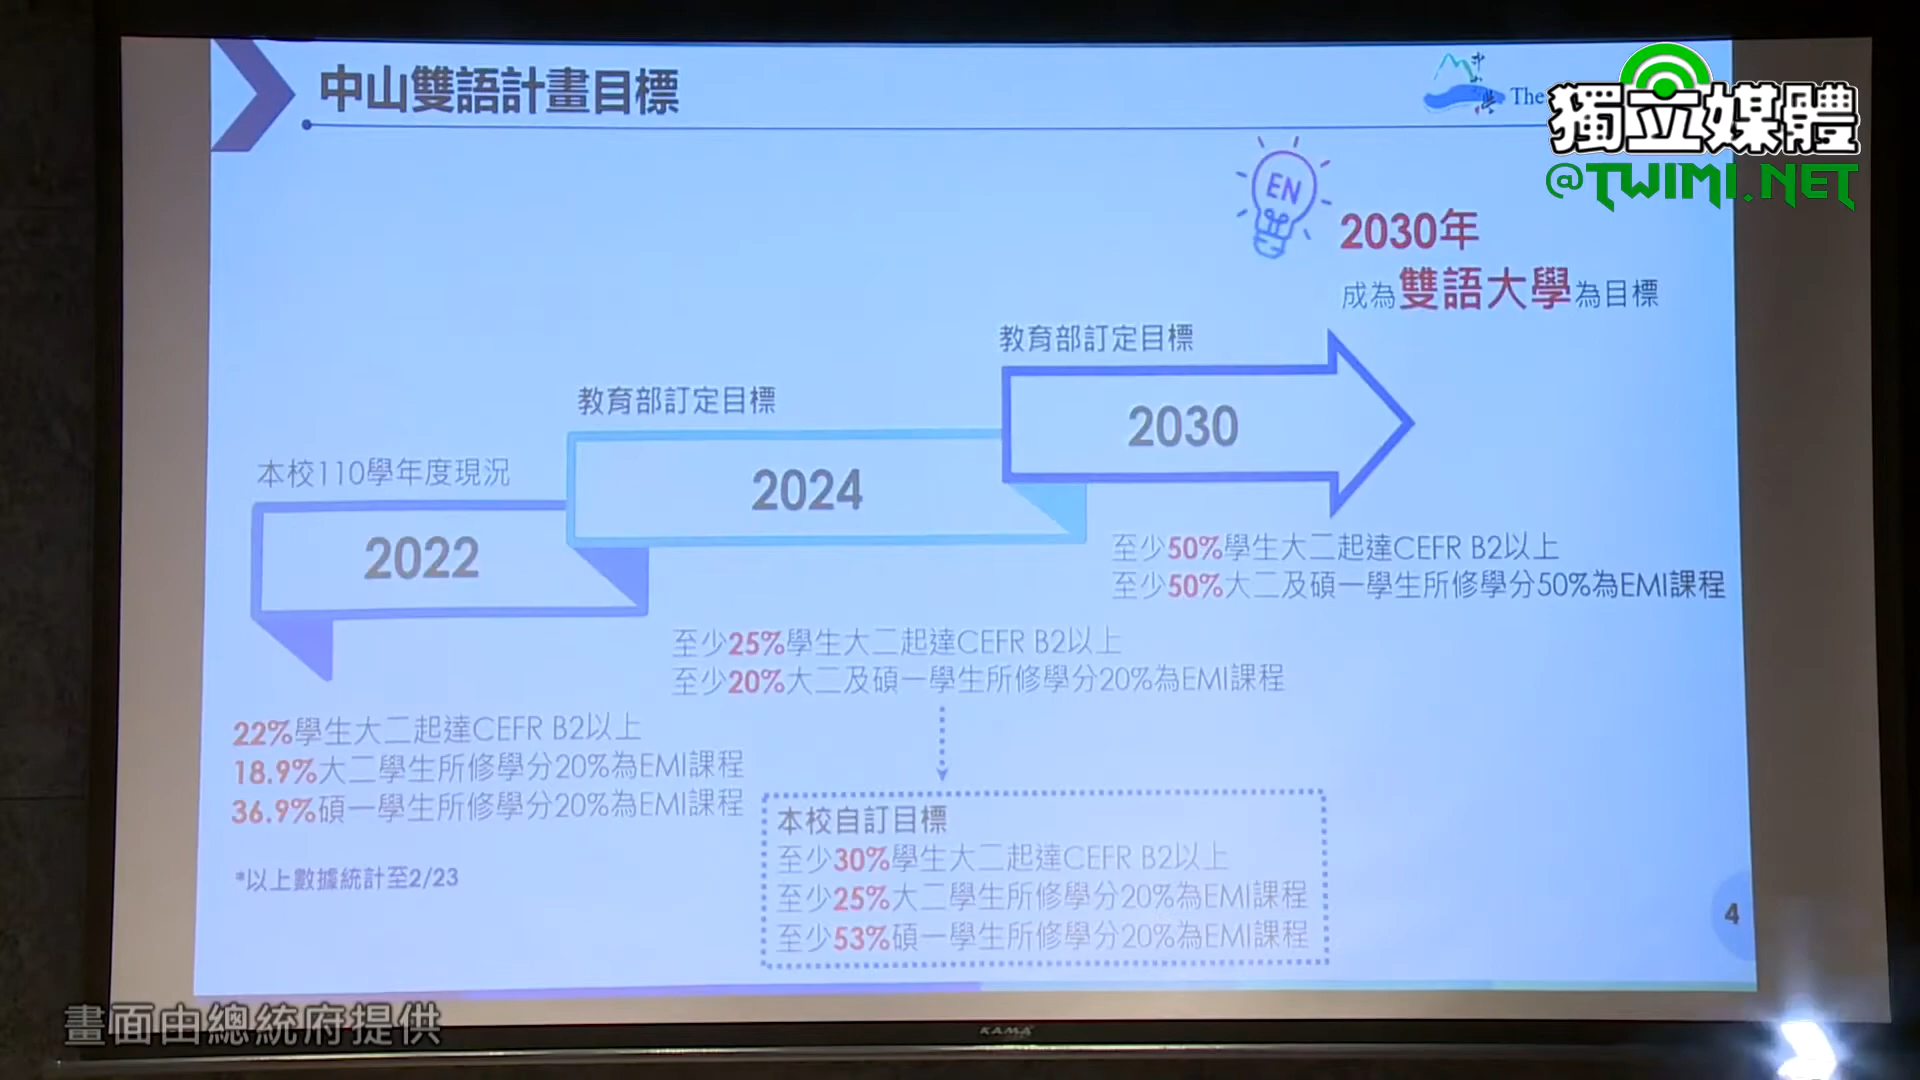 中山雙語計畫目標
The
獨立媒體
@TWIMI.NET
EN
2030年
成為雙語大學為目標
教育部訂定目標
2030
教育部訂定目標
2024
本校110學年度現況
2022
至少50%學生大二起達CEFR B2以上
至少50%大二及碩一學生所修學分50%為EMI課程
至少25%學生大二起達CEFR B2以上
至少20%大二及碩一學生所修學分20%為EMI課程
22%學生大二起達CEFR B2以上
18.9%大二學生所修學分20%為EMI課程
36.9%碩一學生所修學分20%為EMI課程
*以上數據統計至2/23
本校自訂目標
至少30%學生大二起達CEFR B2以上
至少25%大二學生所修學分20%為EMI課程
至少53%碩一學生所修學分20%為EMI課程
4
畫面由總統府提供
KAMA